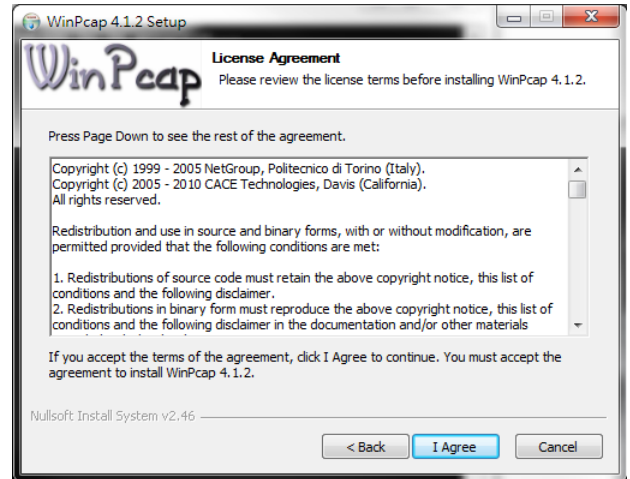 WinPcap 4.1.2 Setup
WinPcap
License Agreement
Please review the license terms before installing WinPcap 4.1.2.
Press Page Down to see the rest of the agreement.
Copyright (c) 1999 - 2005 NetGroup, Politecnico di Torino (Italy).
Copyright (c) 2005 - 2010 CACE Technologies, Davis (California).
All rights reserved.
Redistribution and use in source and binary forms, with or without modification, are
permitted provided that the following conditions are met:
1. Redistributions of source code must retain the above copyright notice, this list of
conditions and the following disclaimer.
2. Redistributions in binary form must reproduce the above copyright notice, this list of
conditions and the following disclaimer in the documentation and/or other materials
If you accept the terms of the agreement, click I Agree to continue. You must accept the
agreement to install WinPcap 4.1.2.
Nullsoft Install System v2.46
< Back
I Agree
Cancel